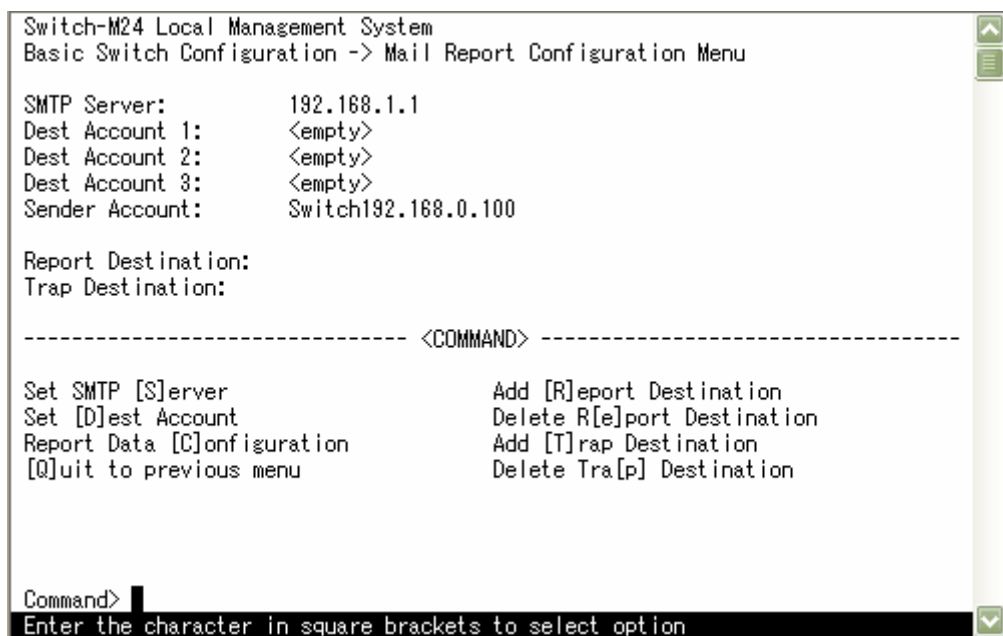 Switch-M24 Local Management System
Basic Switch Configuration -> Mail Report Configuration Menu
SMTP Server: 192.168.1.1
Dest Account 1: <empty>
Dest Account 2: <empty>
Dest Account 3: <empty>
Sender Account: Switch192.168.0.100
Report Destination:
Trap Destination:
-------------------------------- <COMMAND> -----------------------------------
Set SMTP [S]erver Add [R]eport Destination
Set [D]est Account Delete R[e]port Destination
Report Data [C]onfiguration Add [T]rap Destination
[Q]uit to previous menu Delete Tra[p] Destination
Command>
Enter the character in square brackets to select option